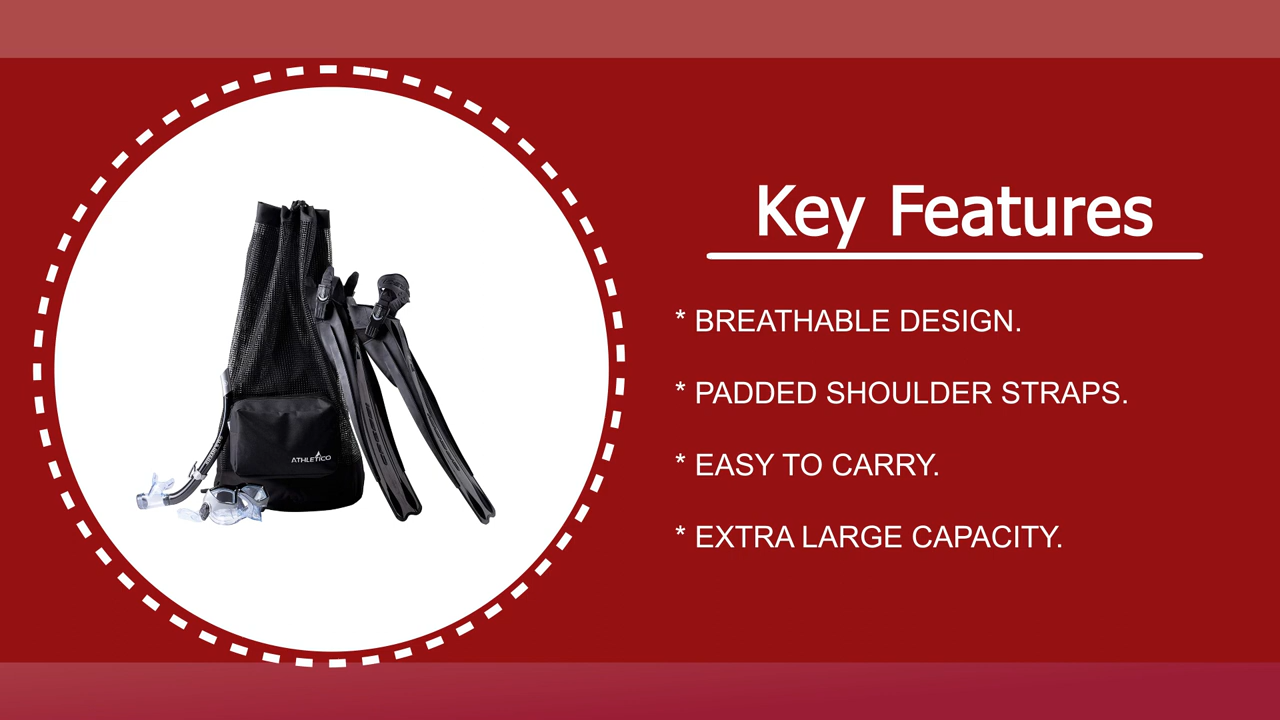 Key Features
* BREATHABLE DESIGN.
* PADDED SHOULDER STRAPS.
* EASY TO CARRY.
* EXTRA LARGE CAPACITY.
ATHLETICO